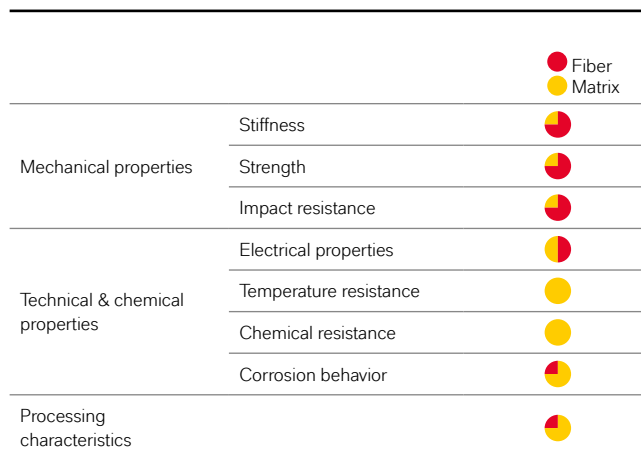 Fiber
Matrix
Mechanical properties
Stiffness
Strength
Impact resistance
Technical & chemical
properties
Electrical properties
Temperature resistance
Chemical resistance
Corrosion behavior
Processing
characteristics